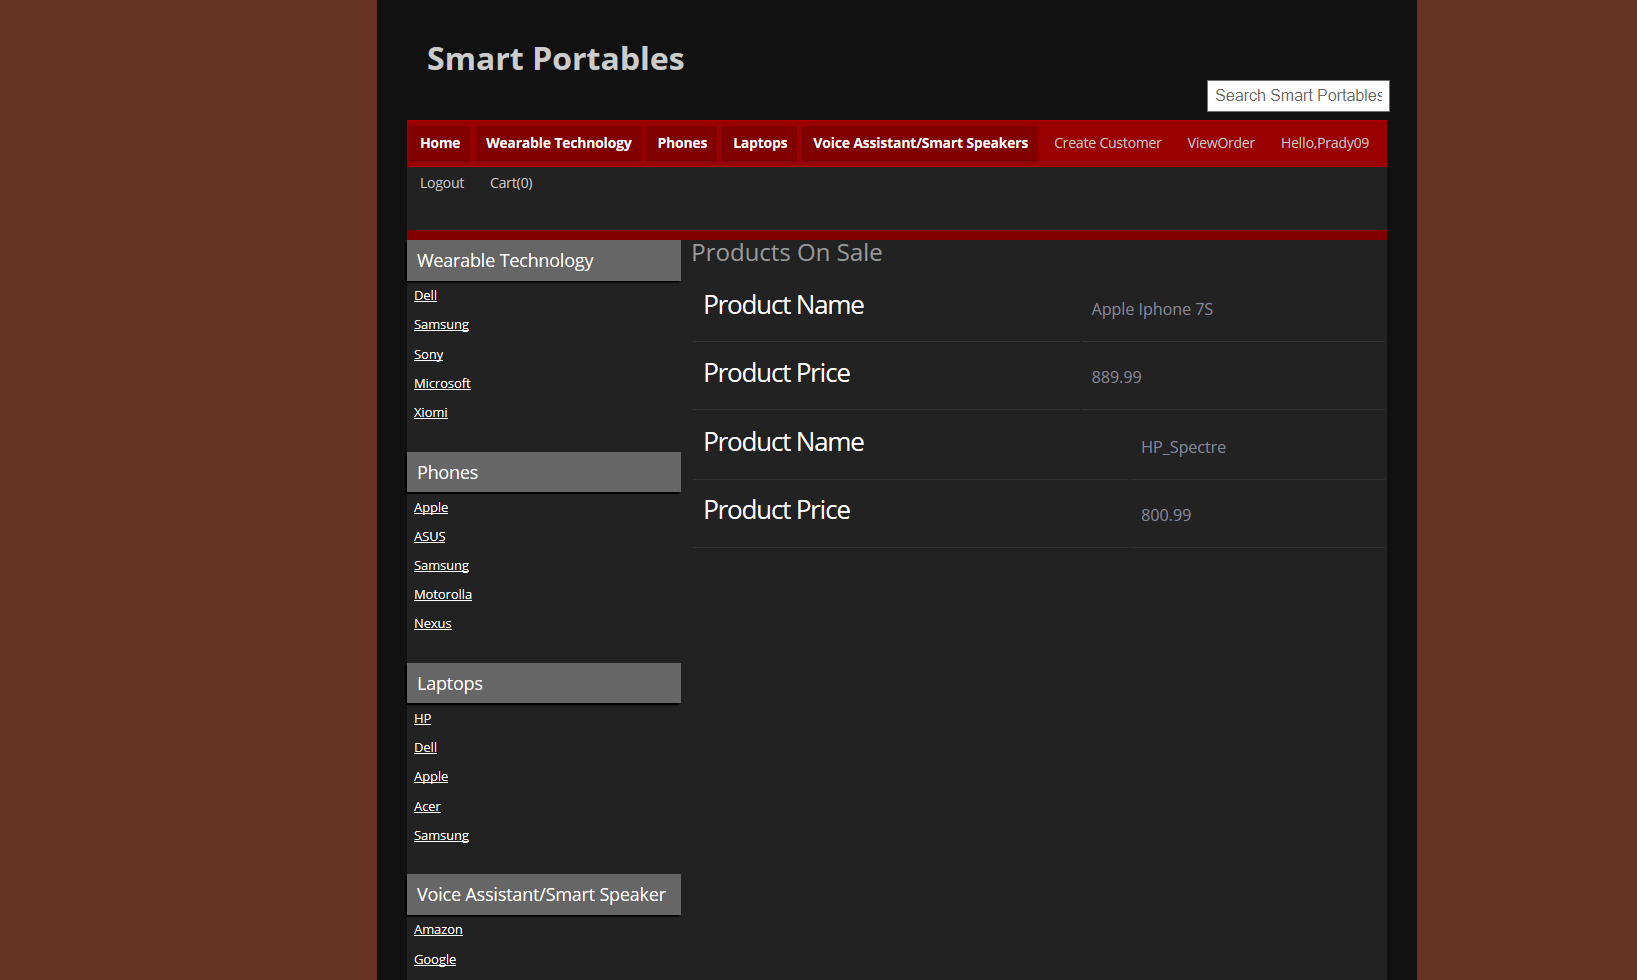 Smart Portables
Search Smart Portables
Home Wearable Technology Phones Laptops Voice Assistant/Smart Speakers Create Customer ViewOrder Hello,Prady09
Logout Cart(0)
Wearable Technology
Dell
Samsung
Sony
Microsoft
Xiomi
Phones
Apple
ASUS
Samsung
Motorolla
Nexus
Laptops
HP
Dell
Apple
Acer
Samsung
Voice Assistant/Smart Speaker
Amazon
Google
Products On Sale
Product Name Apple Iphone 7S
Product Price 889.99
Product Name HP_Spectre
Product Price 800.99